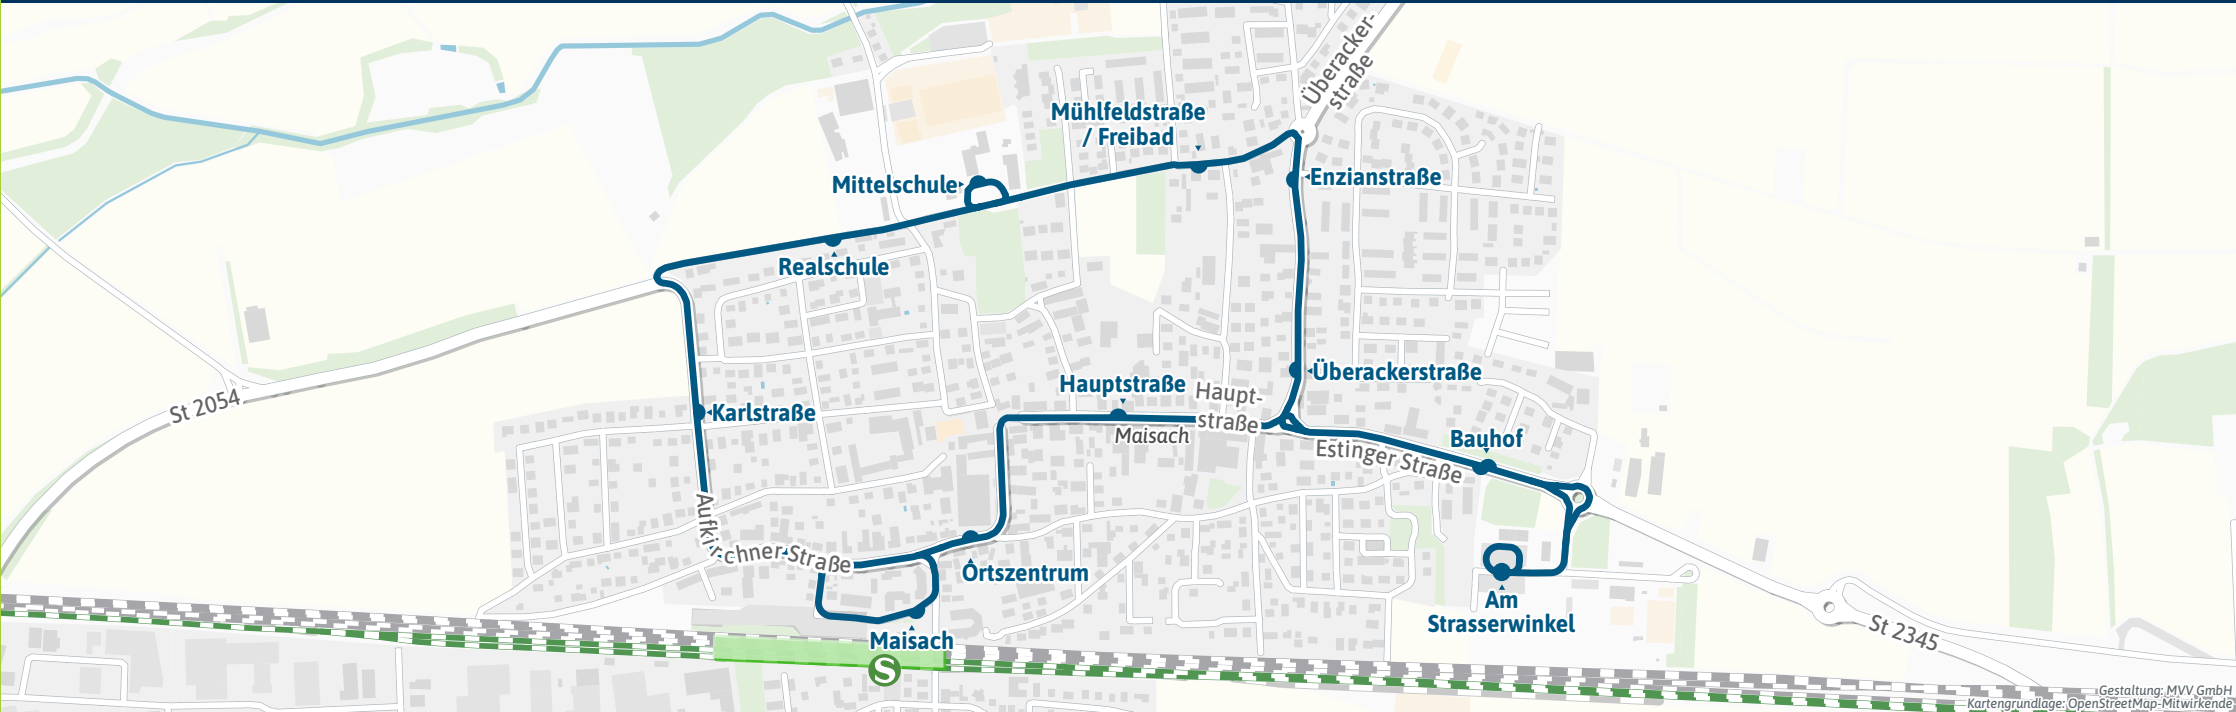 Überacker-
straße
Mühlfeldstraße
/ Freibad
Mittelschule
Enzianstraße
Realschule
Überackerstraße
Hauptstraße
Haupt-
straße
St 2054
Karlstraße
Maisach
Bauhof
Estinger Straße
Aufkirchner Straße
Ortszentrum
Am
Strasserwinkel
Maisach
S
St 2345
Gestaltung: MVV GmbH
Kartengrundlage: OpenStreetMap-Mitwirkende